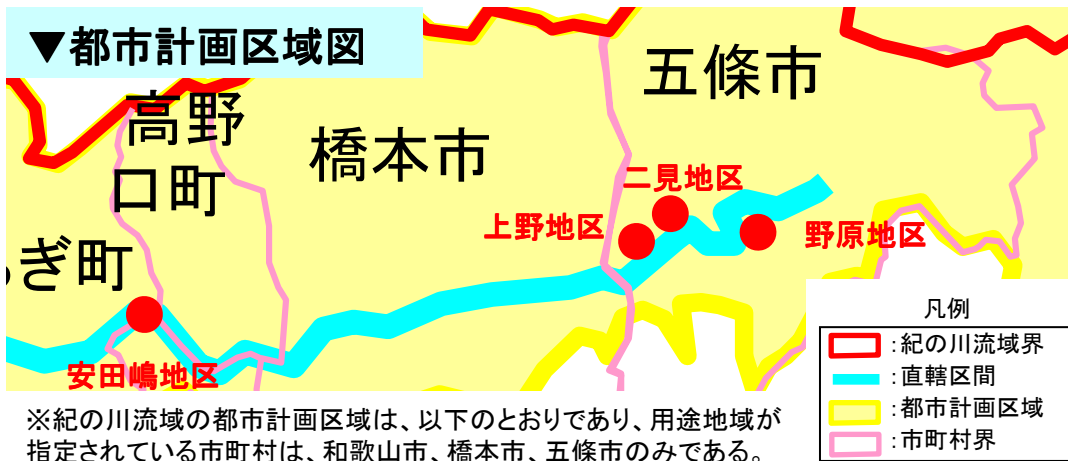 ▼都市計画区域図
五條市
高野
口町
橋本市
二見地区
上野地区
野原地区
ぎ町
安田嶋地区
凡例
:紀の川流域界
:直轄区間
:都市計画区域
:市町村界
※紀の川流域の都市計画区域は、以下のとおりであり、用途地域が
指定されている市町村は、和歌山市、橋本市、五條市のみである。